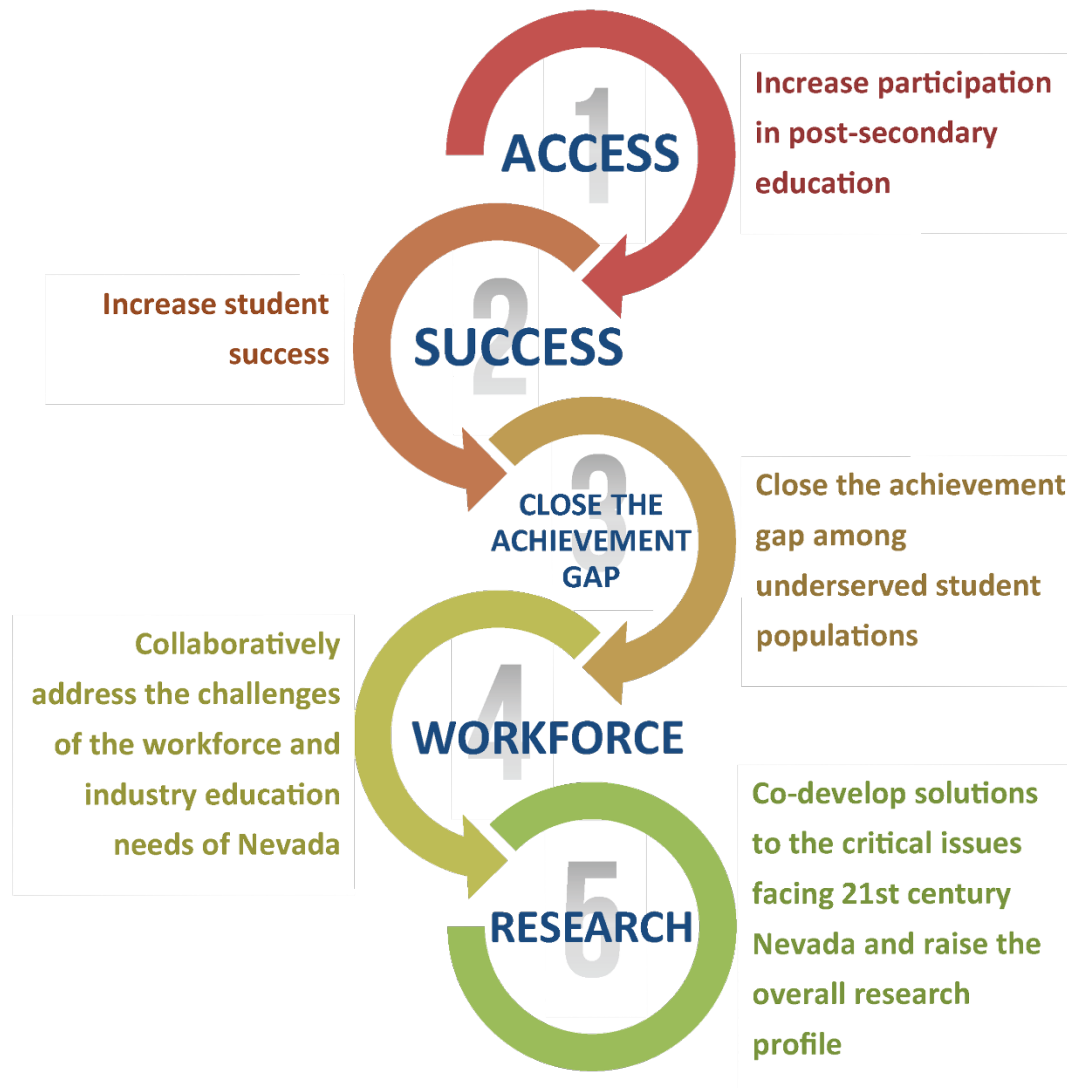 1
ACCESS
Increase participation
in post-secondary
education
2
SUCCESS
Increase student
success
3
CLOSE THE
ACHIEVEMENT
GAP
Close the achievement
gap among
underserved student
populations
4
WORKFORCE
Collaboratively
address the challenges
of the workforce and
industry education
needs of Nevada
5
RESEARCH
Co-develop solutions
to the critical issues
facing 21st century
Nevada and raise the
overall research
profile